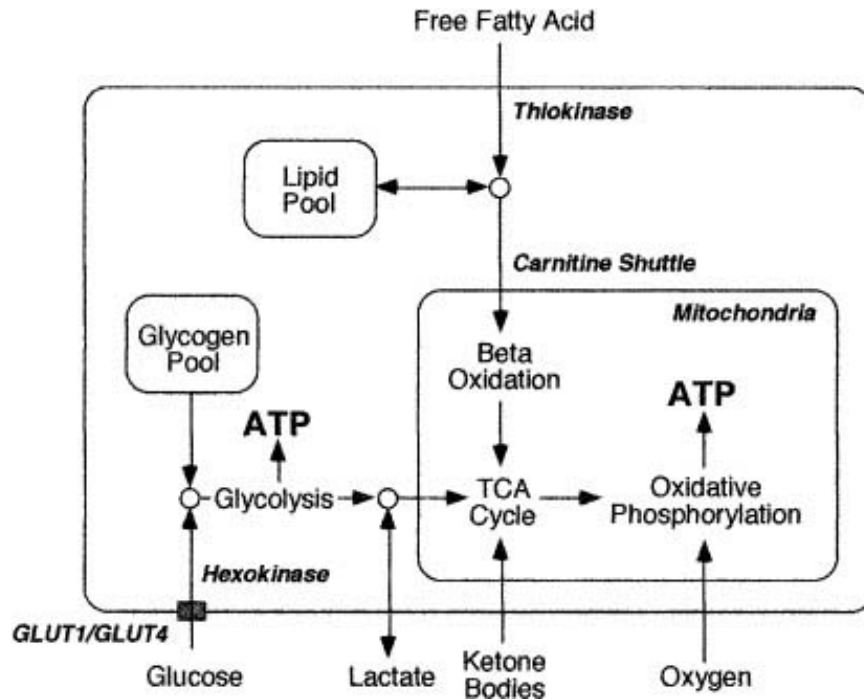 Free Fatty Acid
Thiokinase
Lipid
Pool
Carnitine Shuttle
Mitochondria
Glycogen
Pool
Beta
Oxidation
ATP
ATP
Glycolysis
TCA
Cycle
Oxidative
Phosphorylation
Hexokinase
GLUT1/GLUT4
Glucose
Lactate
Ketone
Bodies
Oxygen